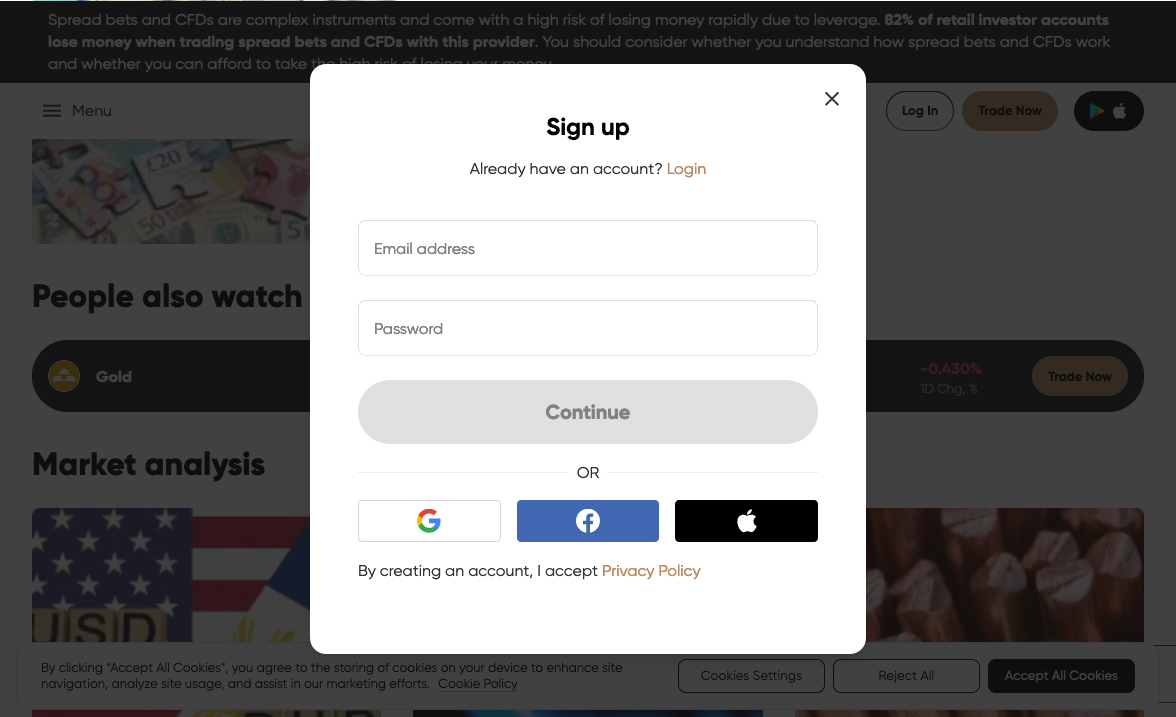 Spread bets and CFDs are complex instruments and come with a high risk of losing money rapidly due to leverage. 82% of retail investor accounts
lose money when trading spread bets and CFDs with this provider. You should consider whether you understand how spread bets and CFDs work
and whether you can afford to take the high risk of losing your money.
Menu
Log In
Trade Now
Sign up
Already have an account? Login
£20
50
5
Email address
People also watch
Password
Gold
-0.430%
1D Chg, %
Trade Now
Continue
Market analysis
OR
By creating an account, I accept Privacy Policy
USD
By clicking “Accept All Cookies”, you agree to the storing of cookies on your device to enhance site
navigation, analyze site usage, and assist in our marketing efforts. Cookie Policy
Cookies Settings
Reject All
Accept All Cookies